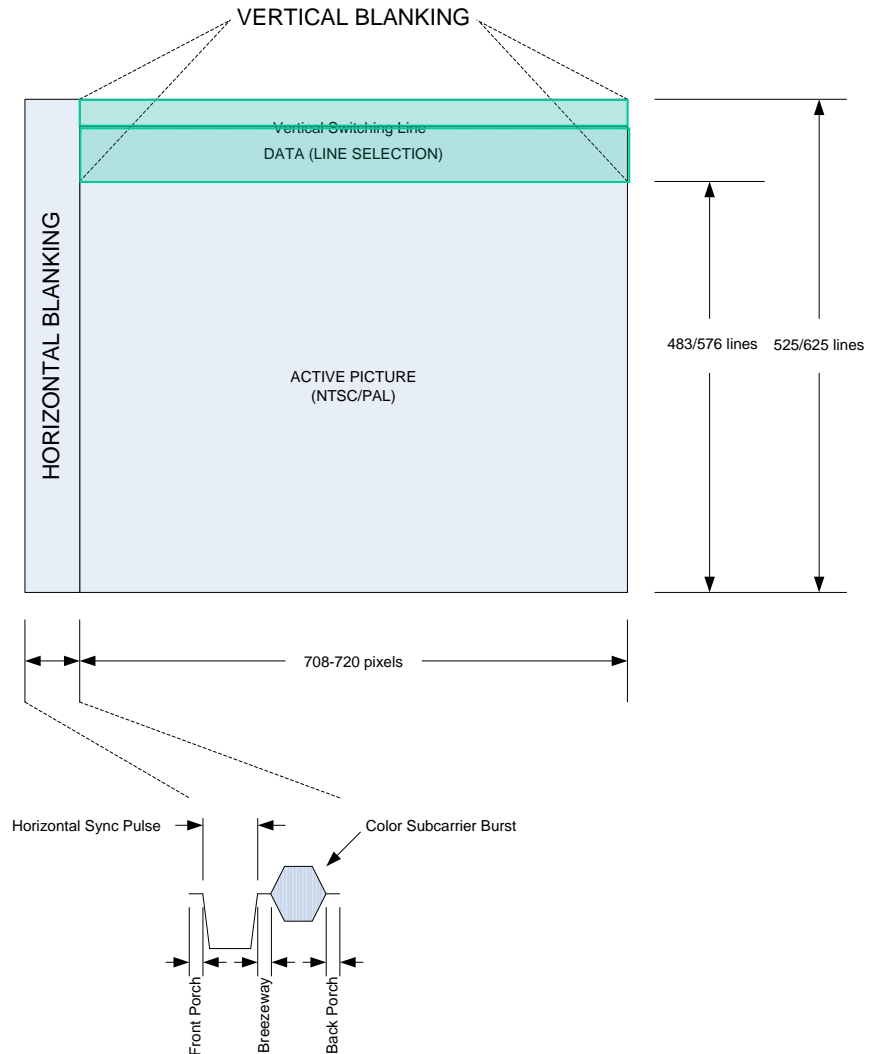 VERTICAL BLANKING
Vertical Switching Line
DATA (LINE SELECTION)
HORIZONTAL BLANKING
ACTIVE PICTURE
(NTSC/PAL)
483/576 lines
525/625 lines
708-720 pixels
Horizontal Sync Pulse
Color Subcarrier Burst
Front Porch
Breezeway
Back Porch